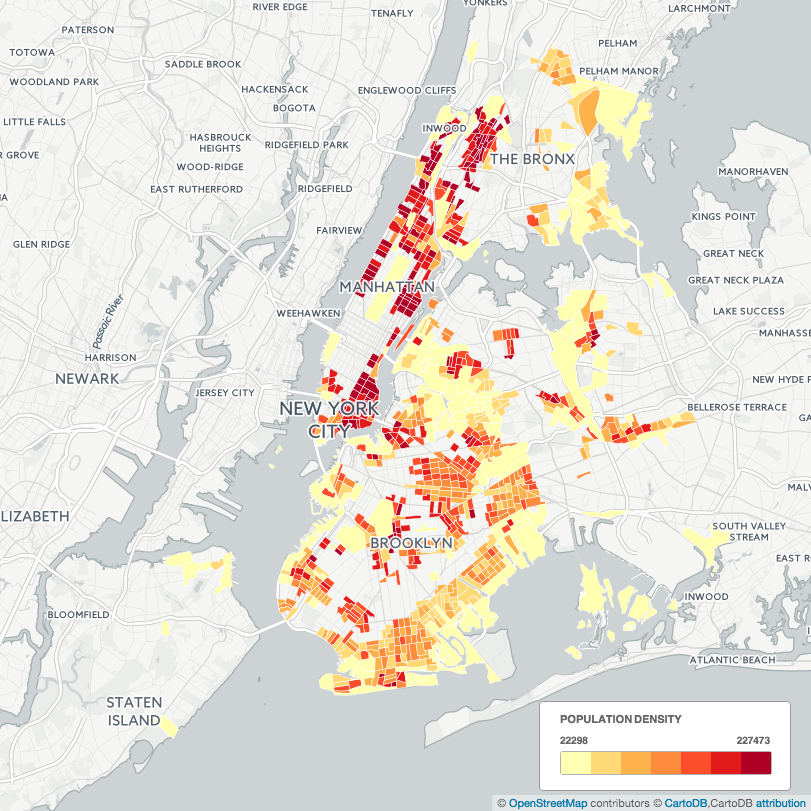 RIVER EDGE
TENAFLY
YONKERS
LARCHMONT
PATERSON
TOTOWA
SADDLE BROOK
PELHAM
PELHAM MANOR
WOODLAND PARK
HACKENSACK
ENGLEWOOD CLIFFS
BOGOTA
LITTLE FALLS
INWOOD
HASBROUCK
HEIGHTS
RIDGEFIELD PARK
R GROVE
WOOD-RIDGE
THE BRONX
MANORHAVEN
EAST RUTHERFORD
RIDGEFIELD
KINGS POINT
FAIRVIEW
GLEN RIDGE
GREAT NECK
MANHATTAN
GREAT NECK PLAZA
Passaic River
WEEHAWKEN
LAKE SUCCESS
MANHASSE
HARRISON
NEWARK
JERSEY CITY
NEW HYDE P
NEW YORK
CITY
BELLEROSE TERRACE
GA
MALV
LIZABETH
SOUTH VALLEY
STREAM
BROOKLYN
EAST R
INWOOD
BLOOMFIELD
ATLANTIC BEACH
STATEN
ISLAND
POPULATION DENSITY
22298
227473
© OpenStreetMap contributors © CartoDB,CartoDB attribution